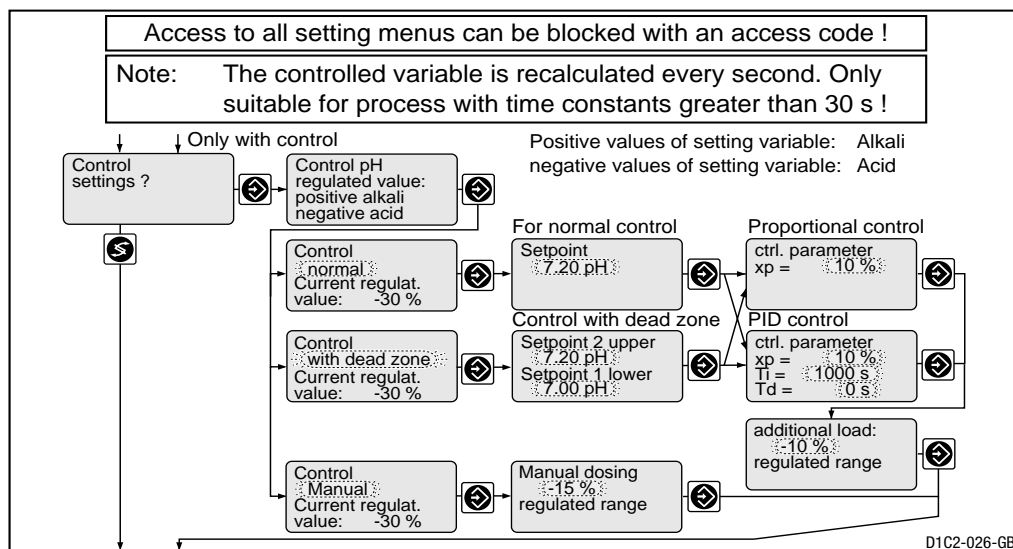 Access to all setting menus can be blocked with an access code !
Note: The controlled variable is recalculated every second. Only
suitable for process with time constants greater than 30 s !
Only with control
Positive values of setting variable: Alkali
negative values of setting variable: Acid
Control
settings ?
Control pH
regulated value:
positive alkali
negative acid
For normal control
Proportional control
Control
normal
Current regulat.
value: -30 %
Setpoint
7.20 pH
ctrl. parameter
xp = 10 %
Control with dead zone
PID control
Control
with dead zone
Current regulat.
value: -30 %
Setpoint 2 upper
7.20 pH
Setpoint 1 lower
7.00 pH
ctrl. parameter
xp = 10 %
Ti = 1000 s
Td = 0 s
additional load:
-10 %
regulated range
Control
Manual
Current regulat.
value: -30 %
Manual dosing
-15 %
regulated range
D1C2-026-GB